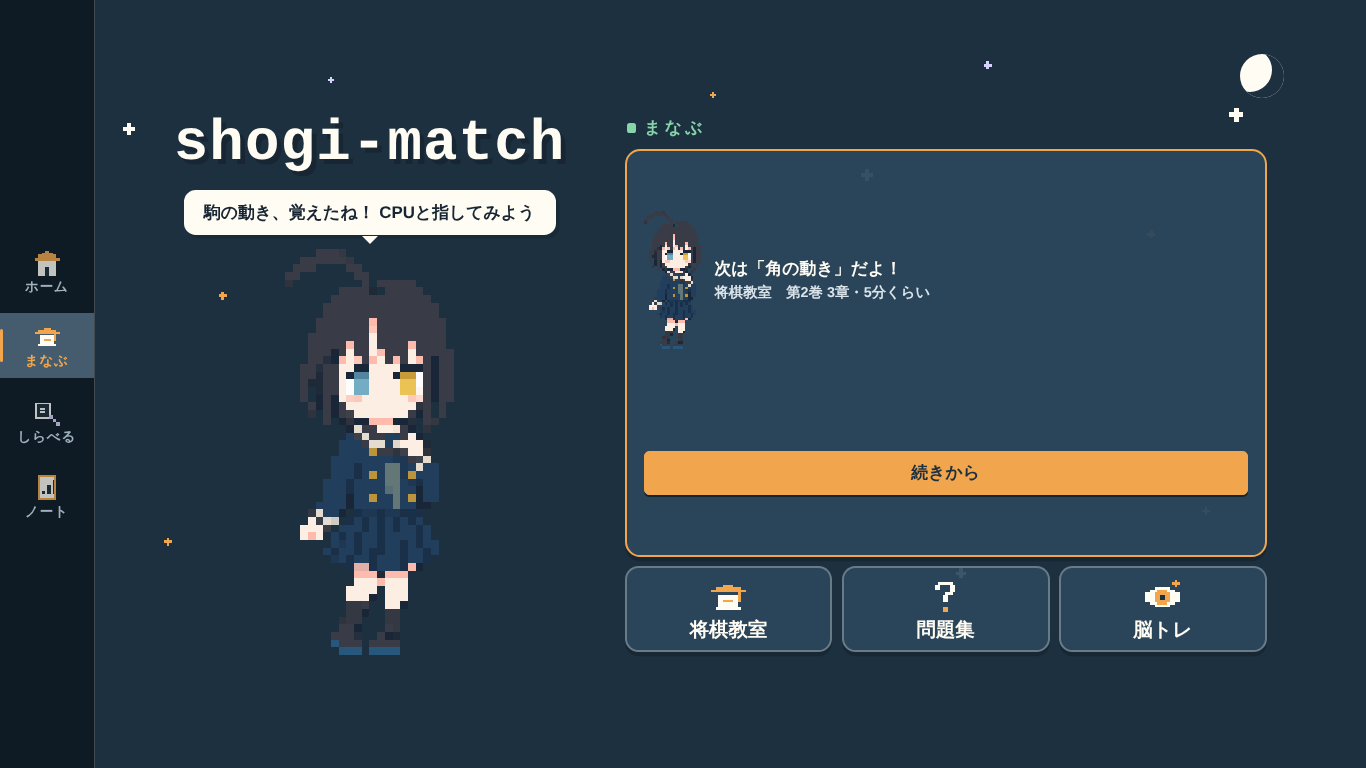 ホーム
まなぶ
しらべる
ノート
shogi-match
駒の動き、覚えたね！ CPUと指してみよう
まなぶ
次は「角の動き」だよ！
将棋教室　第2巻 3章・5分くらい
続きから
将棋教室
問題集
脳トレ